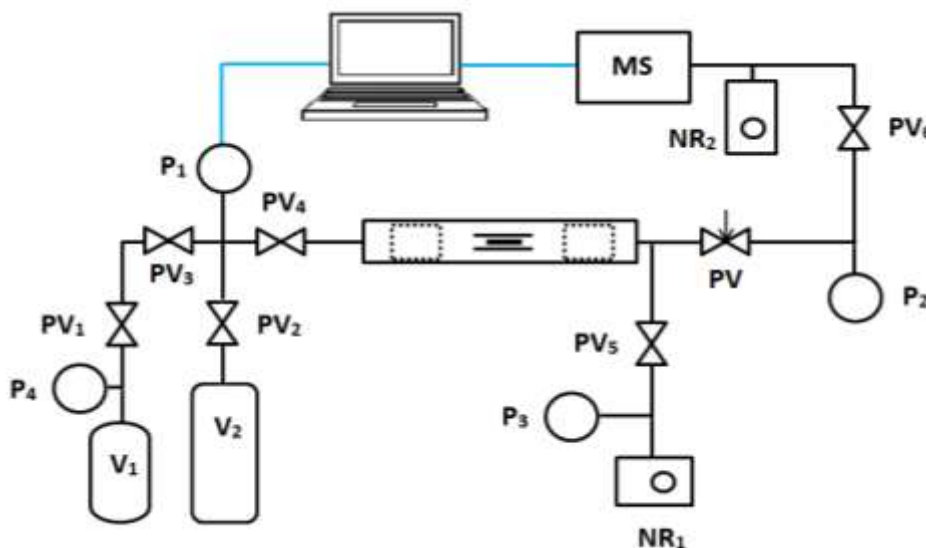 MS
NR₂
PV₆
P₁
PV₄
PV₃
PV
P₂
PV₁
PV₂
PV₅
P₄
P₃
V₂
V₁
NR₁